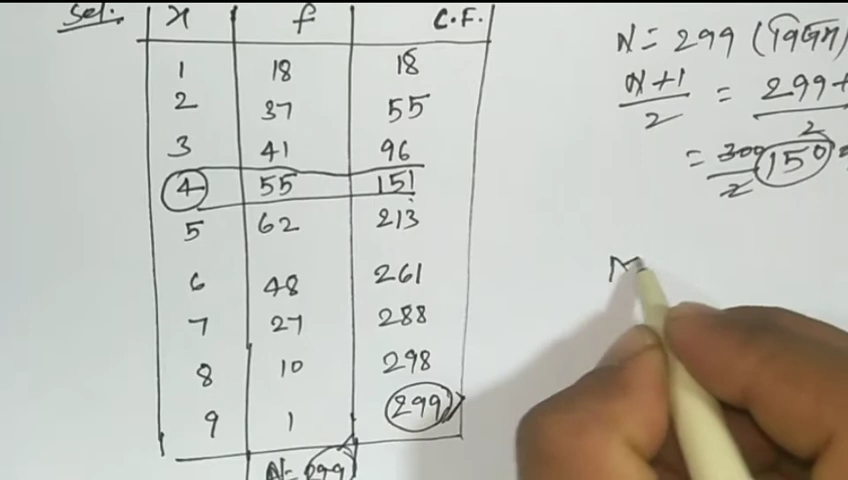 Sol.
x f C.F.
1 18 18
2 37 55
3 41 96
4 55 151
5 62 213
6 48 261
7 27 288
8 10 298
9 1 299
N = 299
N = 299 (विषम)
N+1/2 = 299+
2
= 300/2 150
M